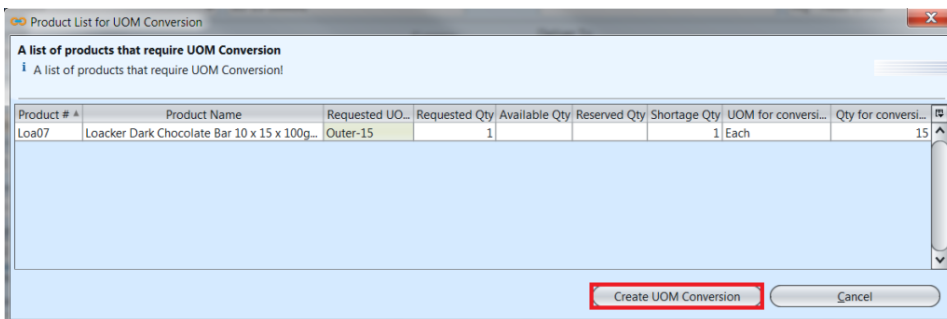 Product List for UOM Conversion
A list of products that require UOM Conversion
A list of products that require UOM Conversion!
Product # Product Name Requested UO... Requested Qty Available Qty Reserved Qty Shortage Qty UOM for conversi... Qty for conversi...
Loa07 Loacker Dark Chocolate Bar 10 x 15 x 100g... Outer-15 1 1 Each 15
Create UOM Conversion Cancel